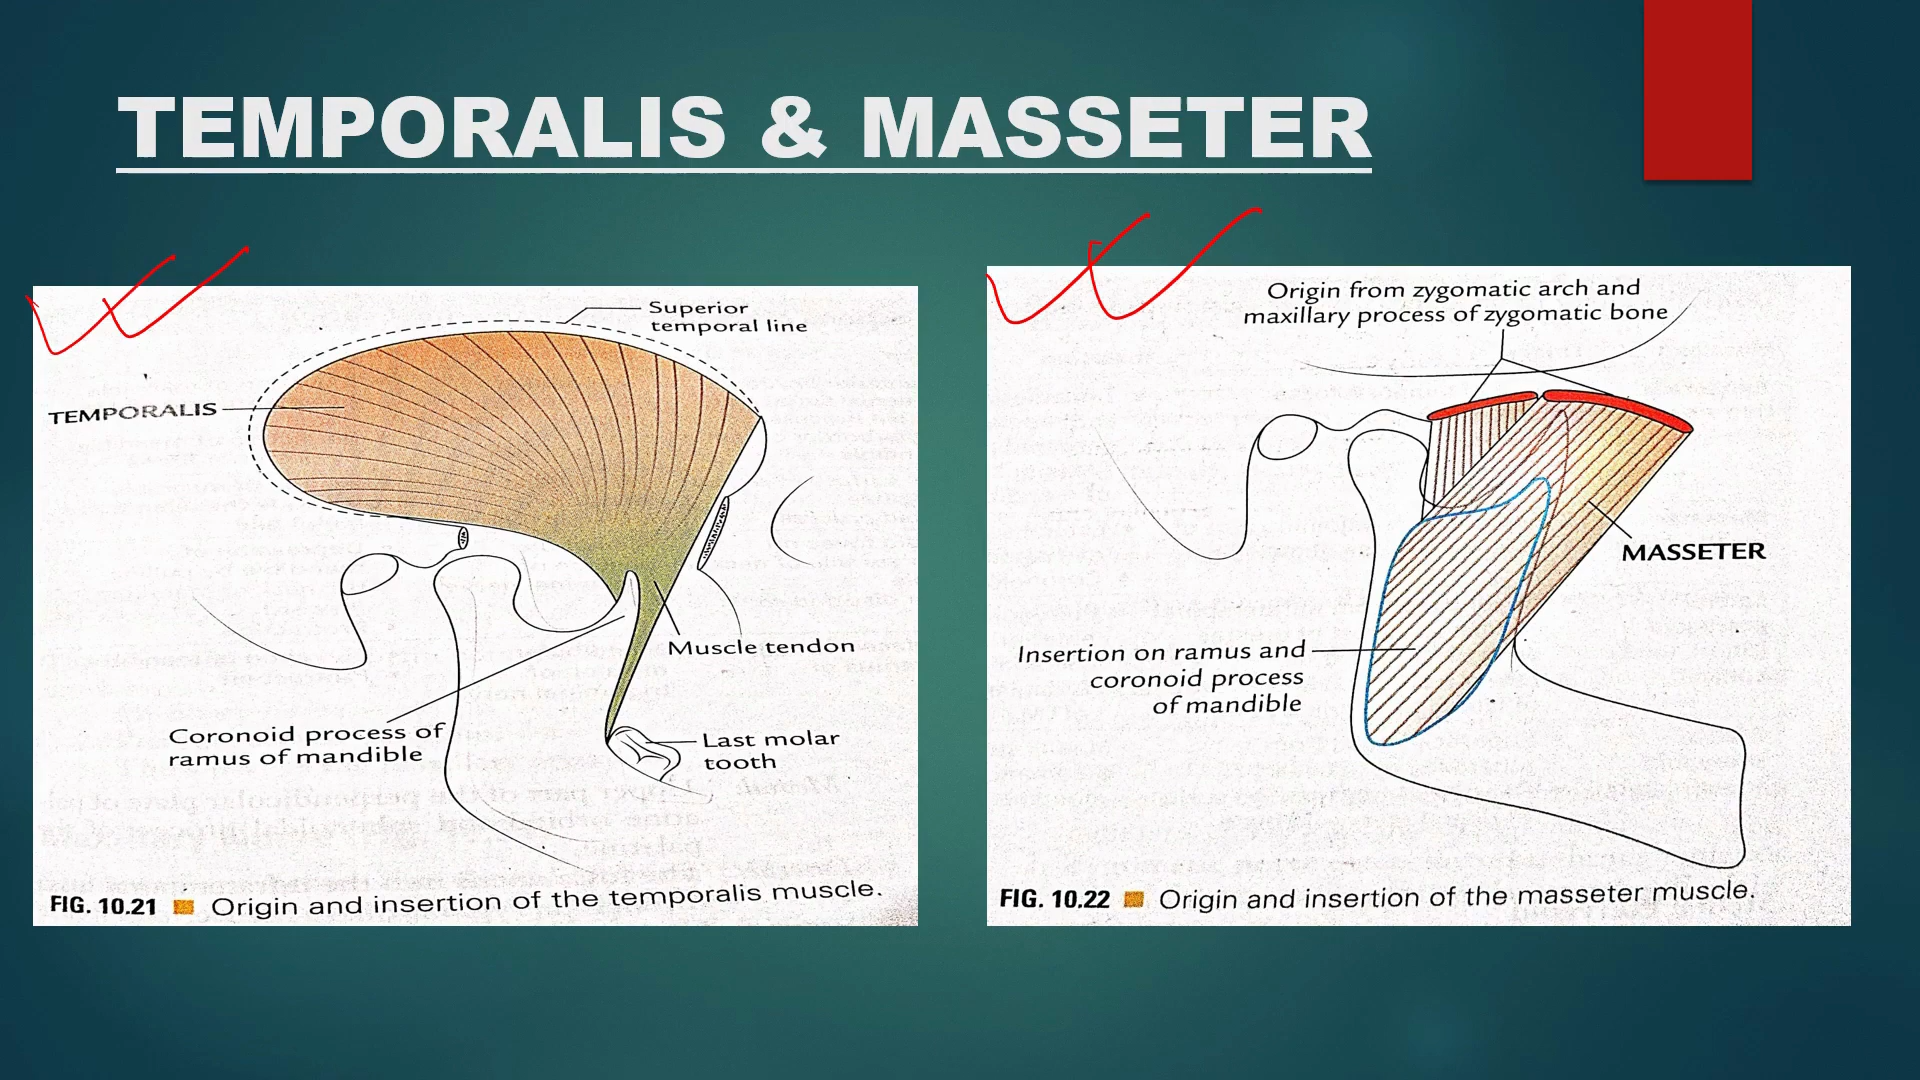 TEMPORALIS & MASSETER
Superior
temporal line
TEMPORALIS
Muscle tendon
Coronoid process of
ramus of mandible
Last molar
tooth
FIG. 10.21 Origin and insertion of the temporalis muscle.
Origin from zygomatic arch and
maxillary process of zygomatic bone
MASSETER
Insertion on ramus and
coronoid process
of mandible
FIG. 10.22 Origin and insertion of the masseter muscle.